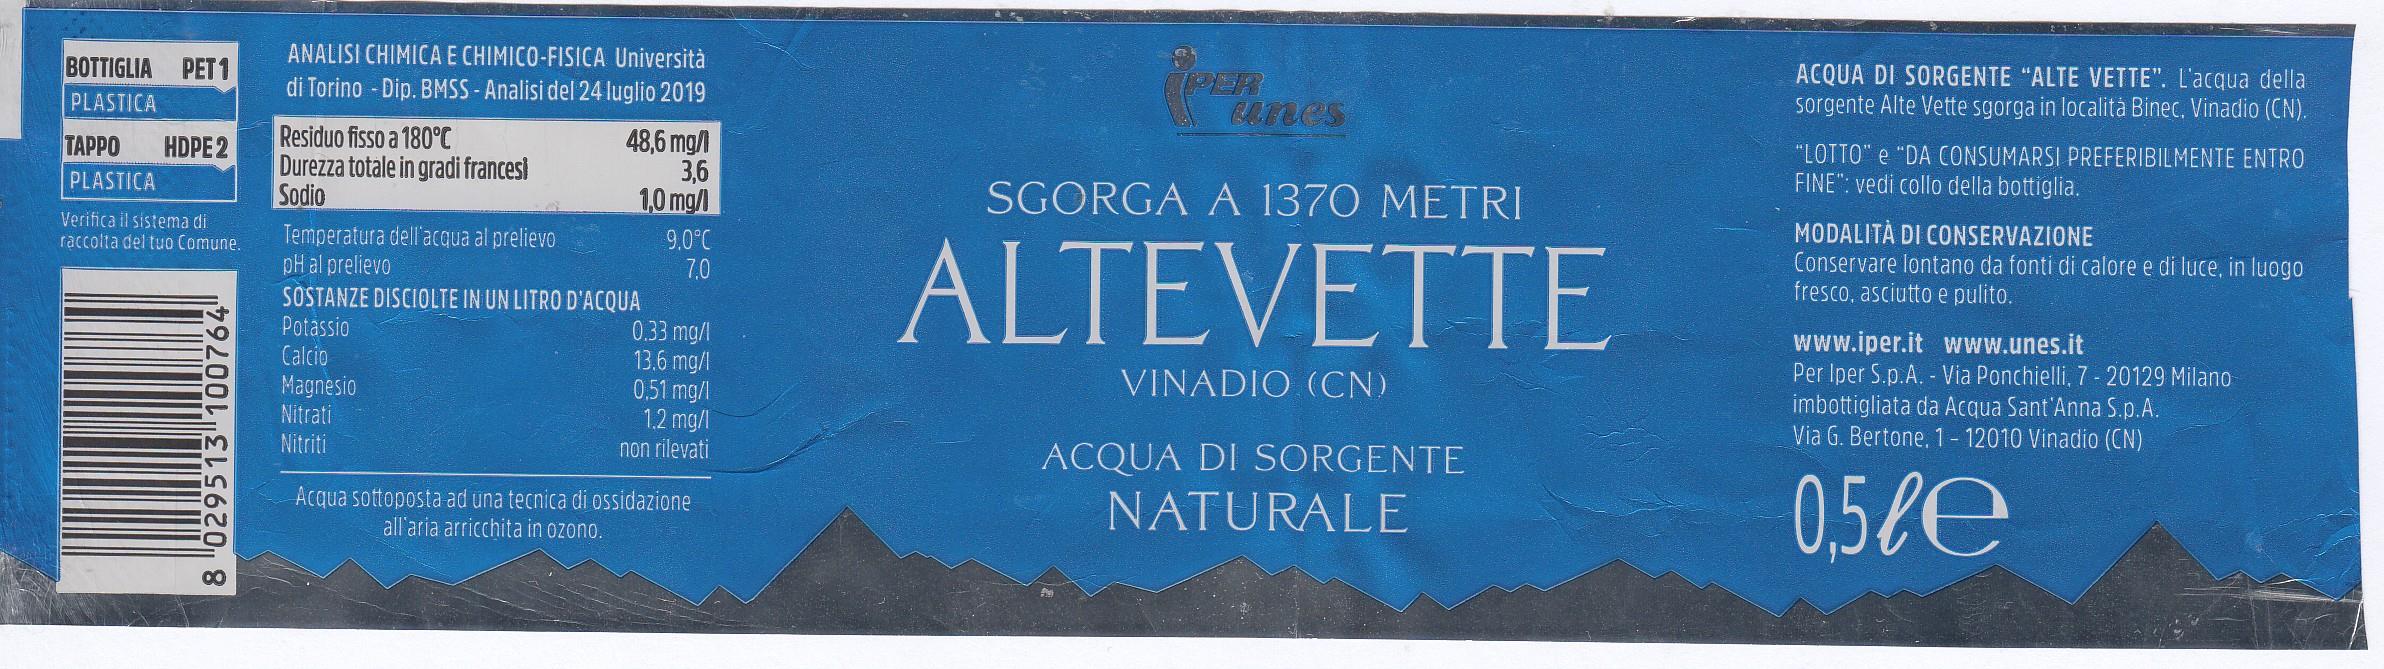 BOTTIGLIA PET 1
PLASTICA
TAPPO HDPE 2
PLASTICA
Verifica il sistema di
raccolta del tuo Comune.
8 029513 100764
ANALISI CHIMICA E CHIMICO-FISICA Università
di Torino - Dip. BMSS - Analisi del 24 luglio 2019
Residuo fisso a 180°C 48,6 mg/l
Durezza totale in gradi francesi 3,6
Sodio 1,0 mg/l
Temperatura dell'acqua al prelievo 9,0°C
pH al prelievo 7,0
SOSTANZE DISCIOLTE IN UN LITRO D'ACQUA
Potassio 0,33 mg/l
Calcio 13,6 mg/l
Magnesio 0,51 mg/l
Nitrati 1,2 mg/l
Nitriti non rilevati
Acqua sottoposta ad una tecnica di ossidazione
all'aria arricchita in ozono.
iPER
unes
SGORGA A 1370 METRI
ALTEVETTE
VINADIO (CN)
ACQUA DI SORGENTE
NATURALE
ACQUA DI SORGENTE “ALTE VETTE”. L'acqua della
sorgente Alte Vette sgorga in località Binec, Vinadio (CN).
“LOTTO” e “DA CONSUMARSI PREFERIBILMENTE ENTRO
FINE”: vedi collo della bottiglia.
MODALITÀ DI CONSERVAZIONE
Conservare lontano da fonti di calore e di luce, in luogo
fresco, asciutto e pulito.
www.iper.it www.unes.it
Per Iper S.p.A. - Via Ponchielli, 7 - 20129 Milano
imbottigliata da Acqua Sant'Anna S.p.A.
Via G. Bertone, 1 - 12010 Vinadio (CN)
0,5 ℓ e